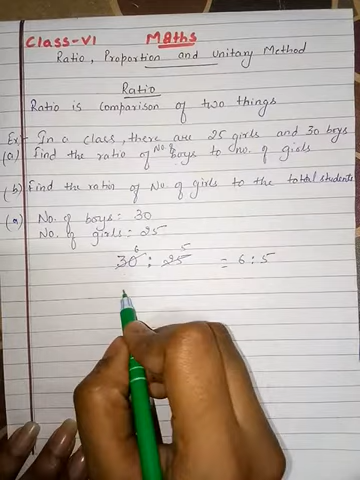 Class-VI Maths
Ratio, Proportion and Unitary Method
Ratio
Ratio is comparison of two things
Ex:- In a class, there are 25 girls and 30 boys
(a) Find the ratio of No. of boys to no. of girls
(b) Find the ratio of No. of girls to the total students
(a) No. of boys = 30
No. of girls = 25
6 5
30 : 25 = 6 : 5